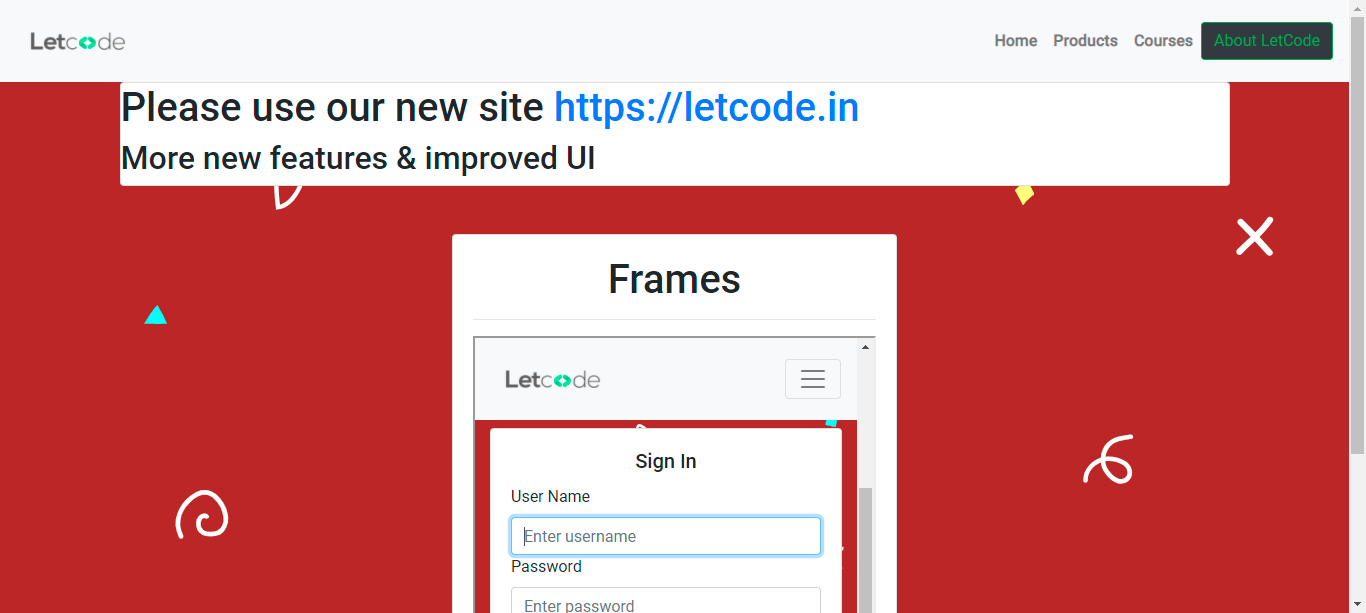 Letcode
Home Products Courses About LetCode
Please use our new site https://letcode.in
More new features & improved UI
Frames
Letcode
Sign In
User Name
Enter username
Password
Enter password